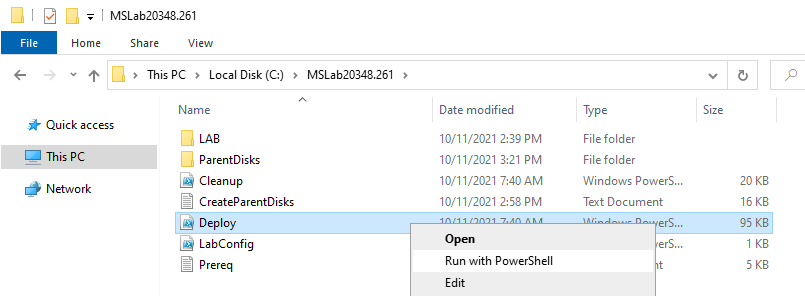 MSLab20348.261
File Home Share View
This PC Local Disk (C:) MSLab20348.261
Name Date modified Type Size
Quick access
This PC
Network
LAB 10/11/2021 2:39 PM File folder
ParentDisks 10/11/2021 3:21 PM File folder
Cleanup 10/11/2021 7:40 AM Windows PowerS... 20 KB
CreateParentDisks 10/11/2021 2:58 PM Text Document 16 KB
Deploy 10/11/2021 7:40 AM Windows PowerS... 95 KB
LabConfig 1 KB
Prereq 5 KB
Open
Run with PowerShell
Edit